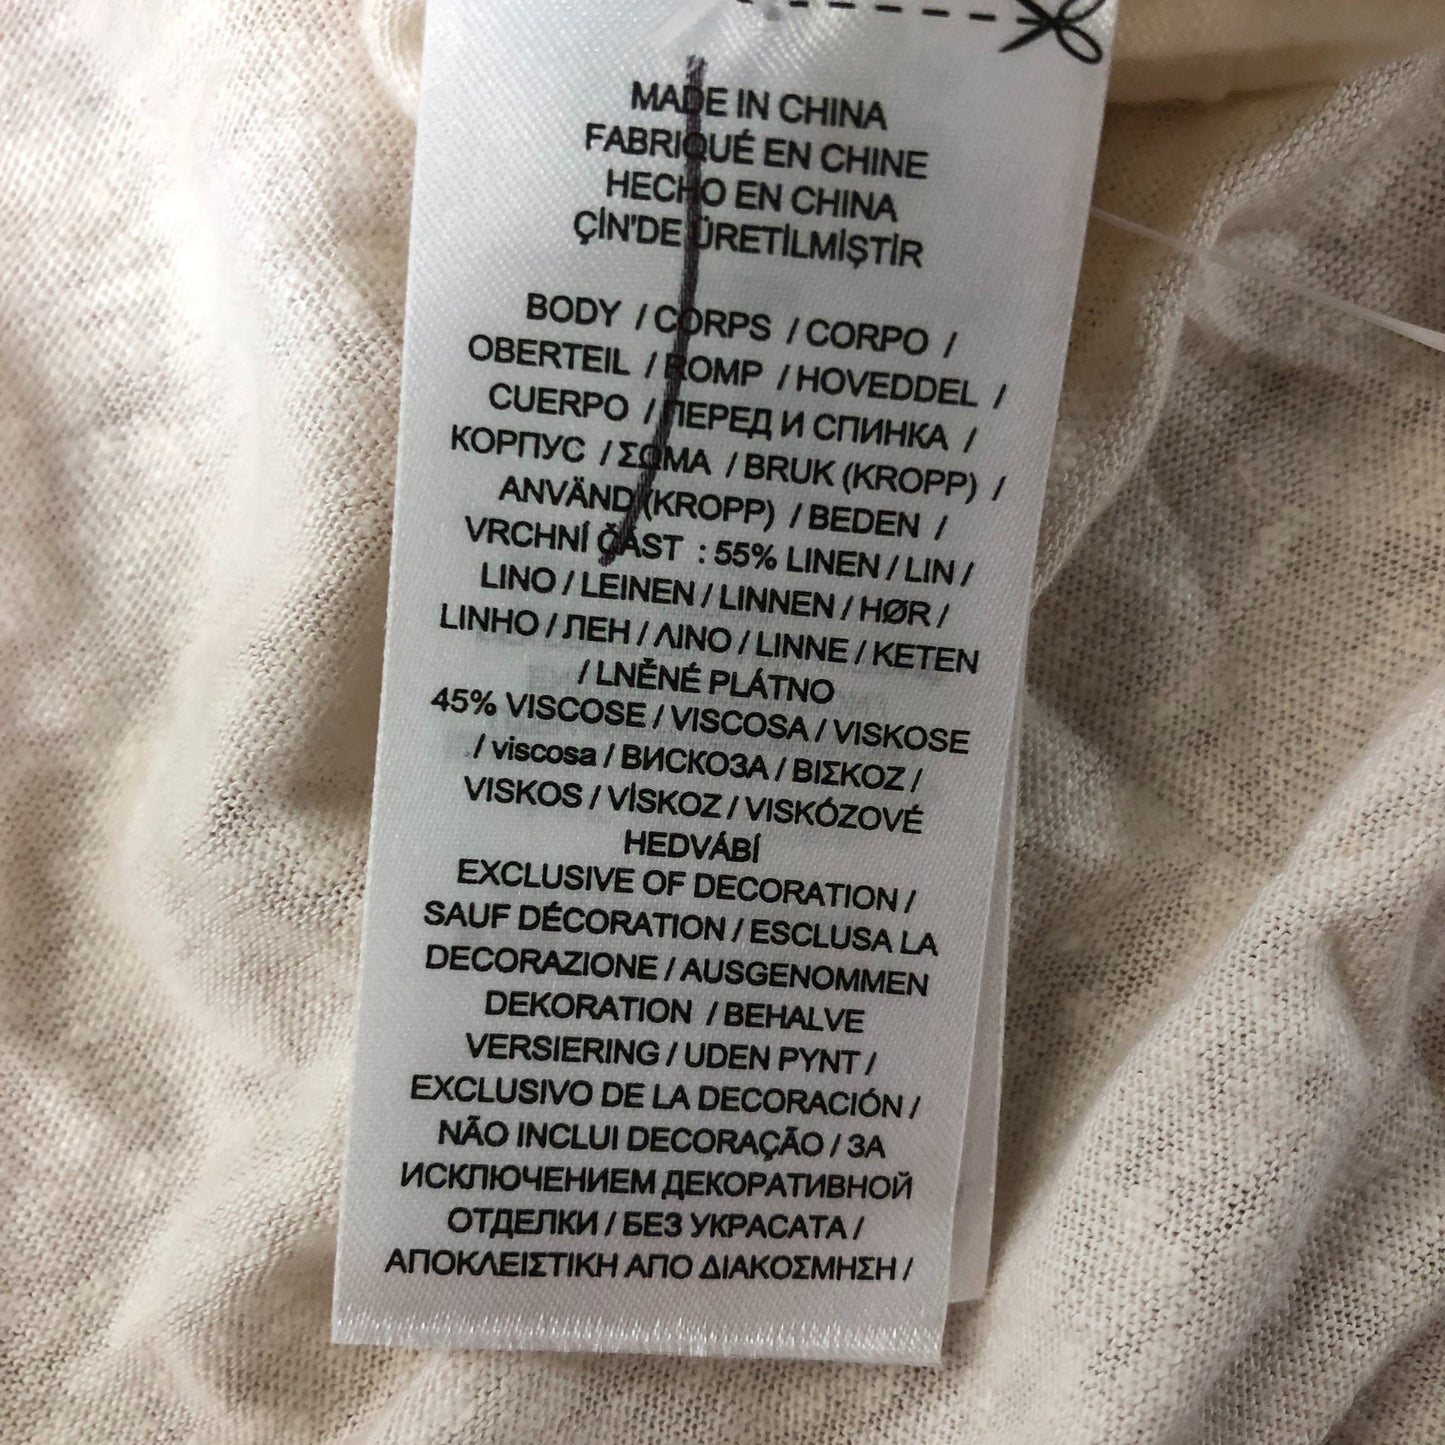 MADE IN CHINA
FABRIQUÉ EN CHINE
HECHO EN CHINA
ÇİN'DE ÜRETİLMİŞTİR
BODY / CORPS / CORPO /
OBERTEIL / ROMP / HOVEDDEL /
CUERPO / ПЕРЕД И СПИНКА /
КОРПУС / ΣΩΜΑ / BRUK (KROPP) /
ANVÄND (KROPP) / BEDEN /
VRCHNÍ ČÁST : 55% LINEN / LIN /
LINO / LEINEN / LINNEN / HØR /
LINHO / ЛЕН / ΛΙΝΟ / LINNE / KETEN
/ LNĚNÉ PLÁTNO
45% VISCOSE / VISCOSA / VISKOSE
/ viscosa / ВИСКОЗА / ΒΙΣΚΟΖ /
VISKOS / VİSKOZ / VISKÓZOVÉ
HEDVÁBÍ
EXCLUSIVE OF DECORATION /
SAUF DÉCORATION / ESCLUSA LA
DECORAZIONE / AUSGENOMMEN
DEKORATION / BEHALVE
VERSIERING / UDEN PYNT /
EXCLUSIVO DE LA DECORACIÓN /
NÃO INCLUI DECORAÇÃO / ЗА
ИСКЛЮЧЕНИЕМ ДЕКОРАТИВНОЙ
ОТДЕЛКИ / БЕЗ УКРАСАТА /
ΑΠΟΚΛΕΙΣΤΙΚΗ ΑΠΟ ΔΙΑΚΟΣΜΗΣΗ /